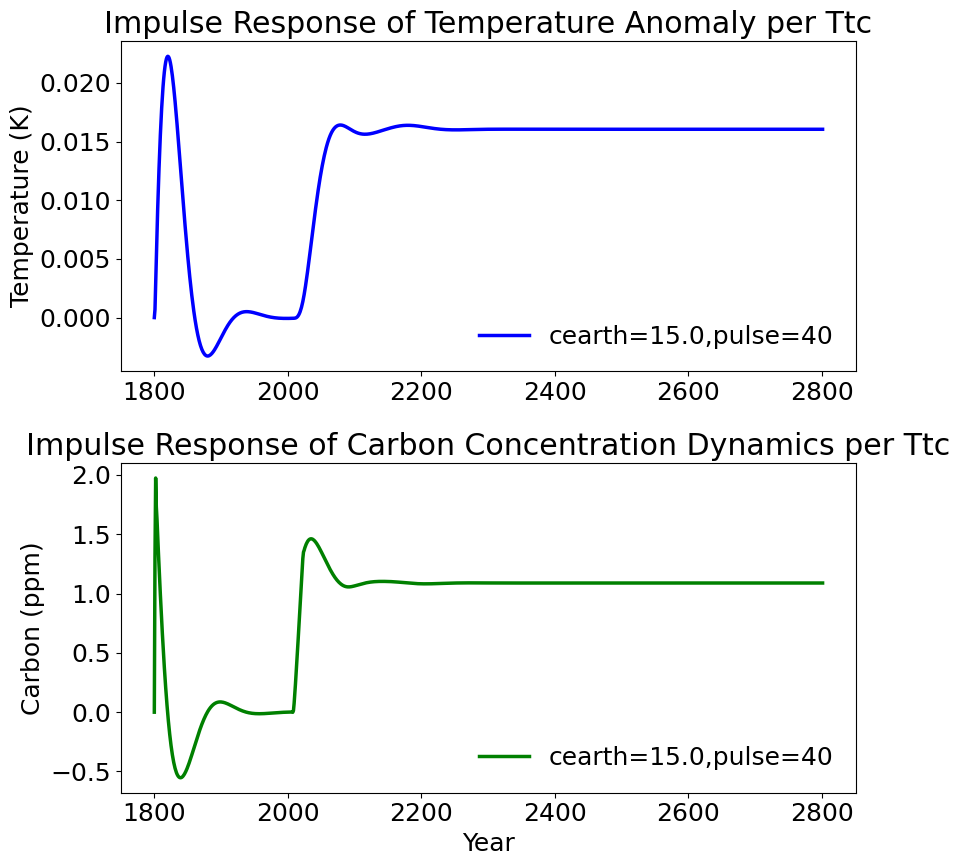 Impulse Response of Temperature Anomaly per Ttc
Temperature (K)
0.020
0.015
0.010
0.005
0.000
cearth=15.0,pulse=40
1800 2000 2200 2400 2600 2800
Impulse Response of Carbon Concentration Dynamics per Ttc
Carbon (ppm)
2.0
1.5
1.0
0.5
0.0
−0.5
cearth=15.0,pulse=40
1800 2000 2200 2400 2600 2800
Year